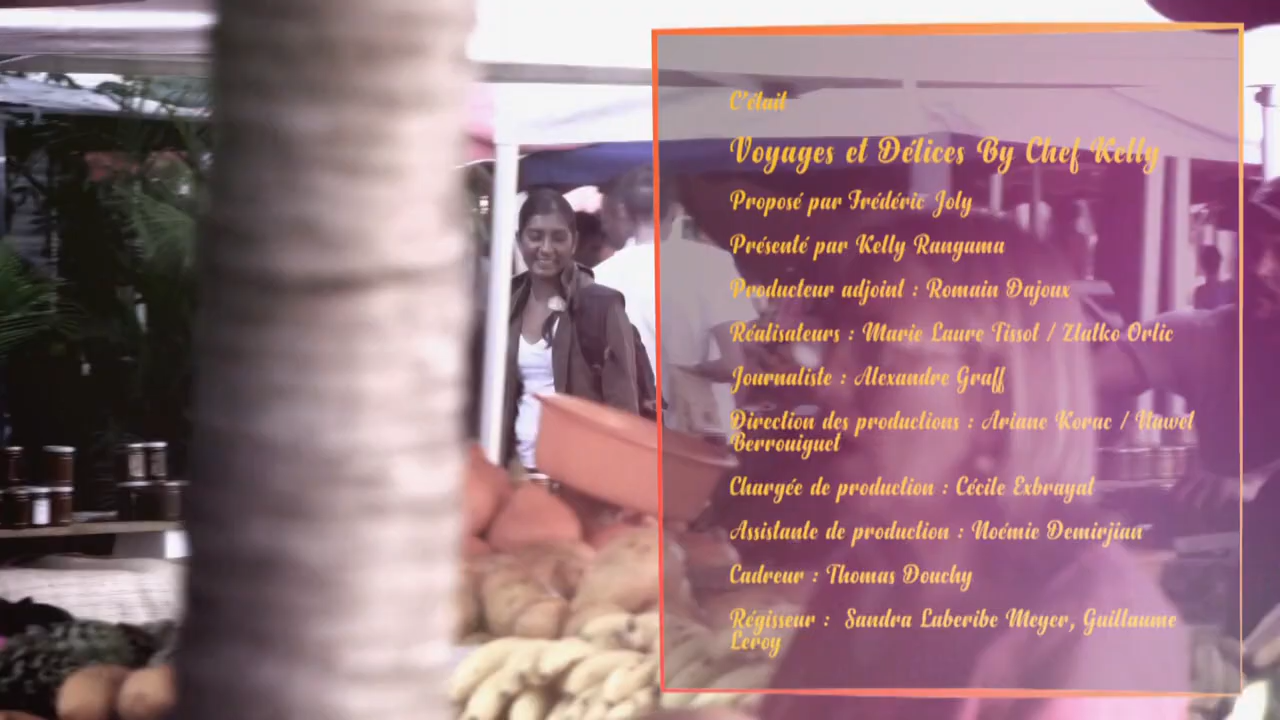 C'était
Voyages et Délices By Chef Kelly
Proposé par Frédéric Joly
Présenté par Kelly Rangama
Producteur adjoint : Romain Dajoux
Réalisateurs : Marie Laure Tissot / Zlatko Orlic
Journaliste : Alexandre Graff
Direction des productions : Ariane Korac / Nawel
Berrouiguet
Chargée de production : Cécile Exbrayat
Assistante de production : Noémie Demirjian
Cadreur : Thomas Douchy
Régisseur : Sandra Laberibe Meyer, Guillaume
Leroy